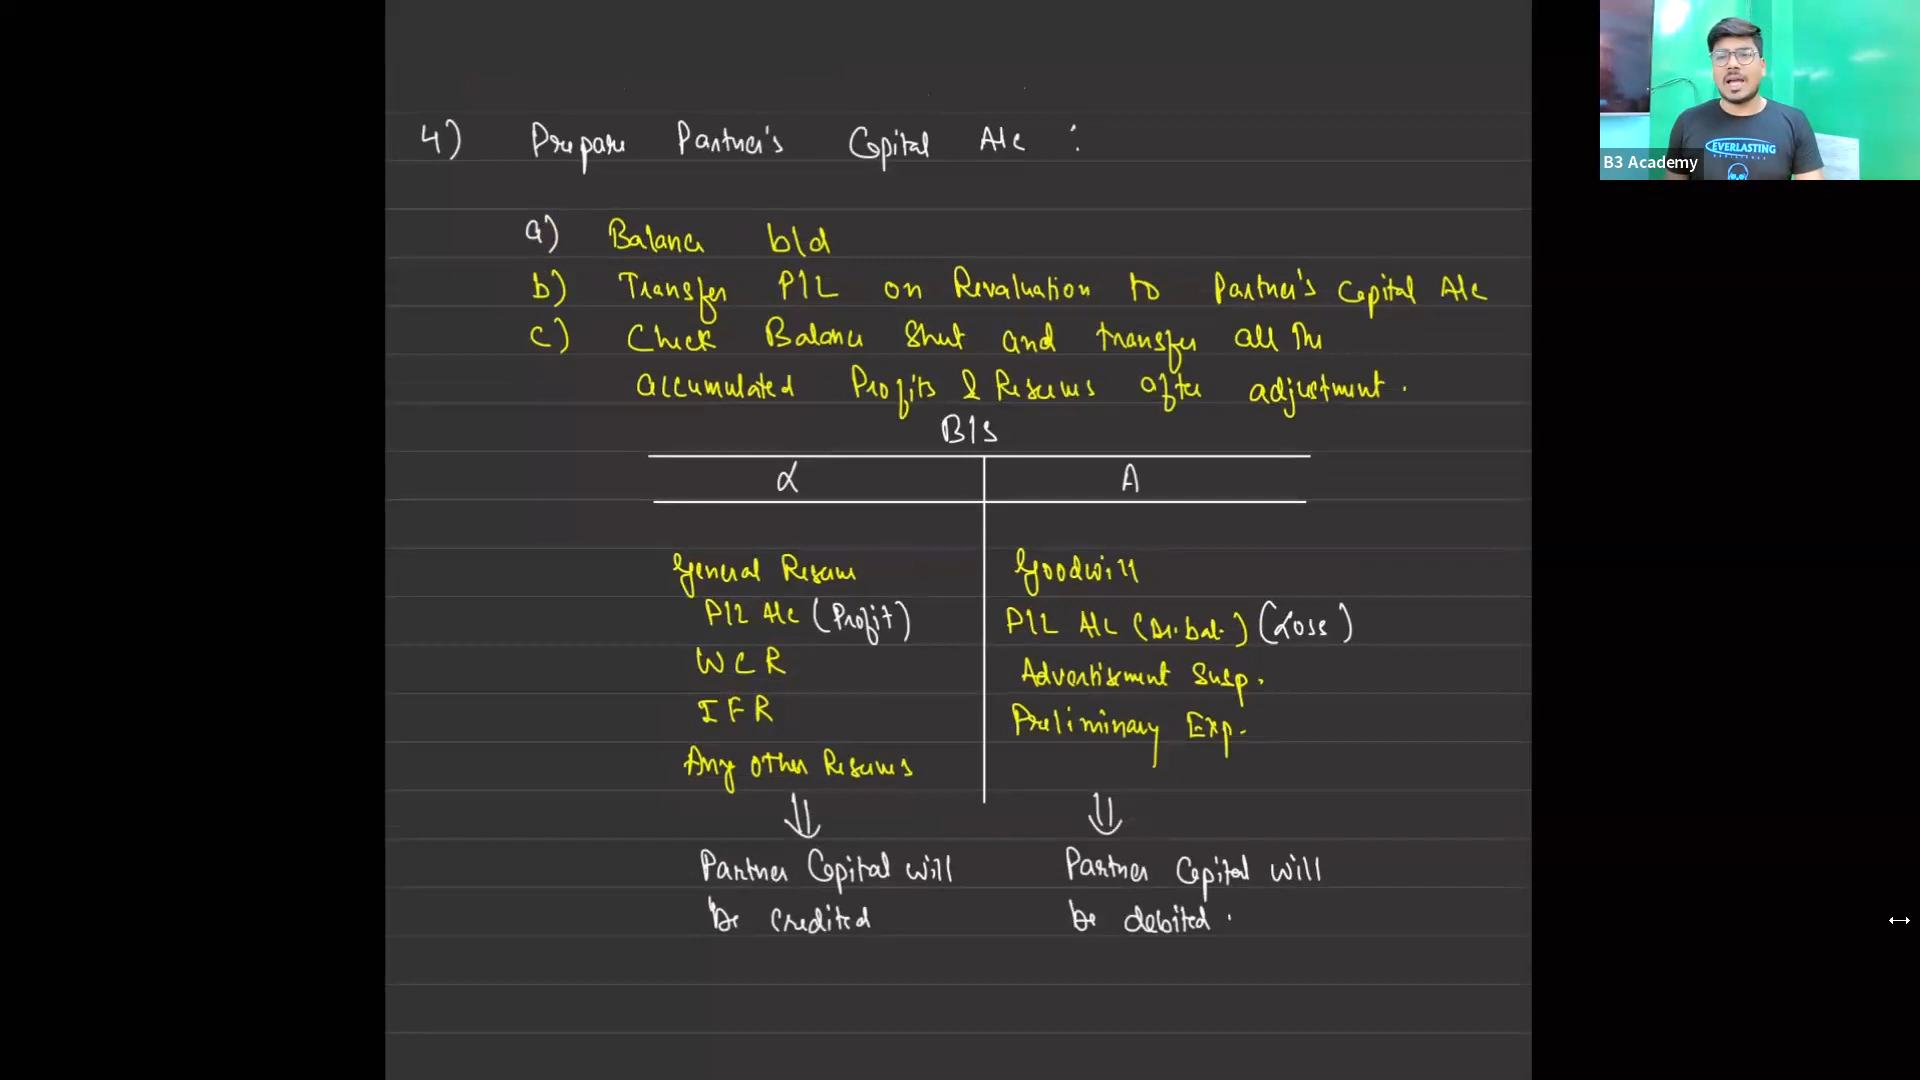 4) Prepare Partner's Capital A/c :
a) Balance b/d
b) Transfer P/L on Revaluation to Partner's Capital A/c
c) Check Balance Sheet and transfer all the
accumulated Profits & Reserves after adjustment.
B/S
L A
General Reserve Goodwill
P/L A/c (Profit) P/L A/c (Dr. bal.) (Loss)
WCR Advertisment Susp.
IFR Preliminary Exp.
Any other Reserves
Partner Capital will Partner Capital will
be credited be debited.
EVERLASTING
B3 Academy